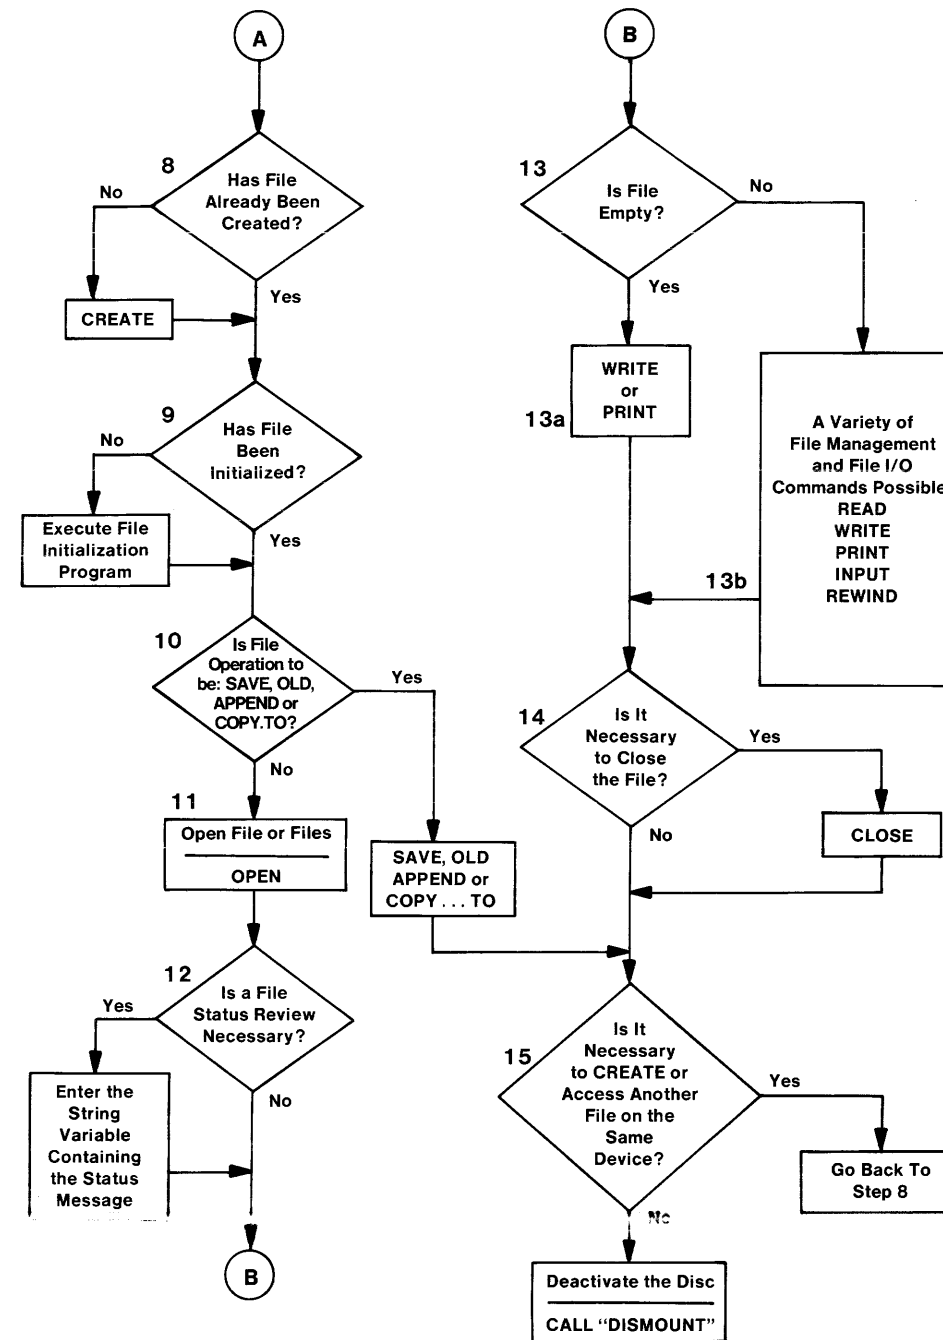 A
8
Has File
Already Been
Created?
No
Yes
CREATE
9
Has File
Been
Initialized?
No
Yes
Execute File
Initialization
Program
10
Is File
Operation to
be: SAVE, OLD,
APPEND or
COPY.TO?
Yes
No
11
Open File or Files
OPEN
SAVE, OLD
APPEND or
COPY . . . TO
12
Is a File
Status Review
Necessary?
Yes
No
Enter the
String
Variable
Containing
the Status
Message
B
B
13
Is File
Empty?
No
Yes
WRITE
or
PRINT
13a
A Variety of
File Management
and File I/O
Commands Possible
READ
WRITE
PRINT
INPUT
REWIND
13b
14
Is It
Necessary
to Close
the File?
Yes
No
CLOSE
15
Is It
Necessary
to CREATE or
Access Another
File on the
Same
Device?
Yes
No
Go Back To
Step 8
Deactivate the Disc
CALL "DISMOUNT"